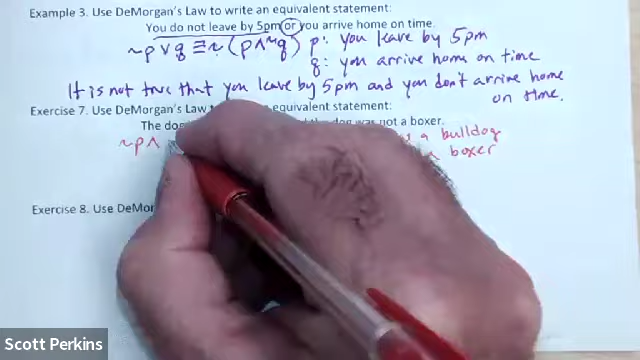 Example 3. Use DeMorgan's Law to write an equivalent statement:
You do not leave by 5pm or you arrive home on time.
~p ∨ q ≡ ~(p ∧ ~q) p: you leave by 5pm
q: you arrive home on time
It is not true that you leave by 5pm and you don't arrive home
on time.
Exercise 7. Use DeMorgan's Law to equivalent statement:
The dog the dog was not a boxer.
~p ∧ a bulldog
boxer
Exercise 8. Use DeMor
Scott Perkins